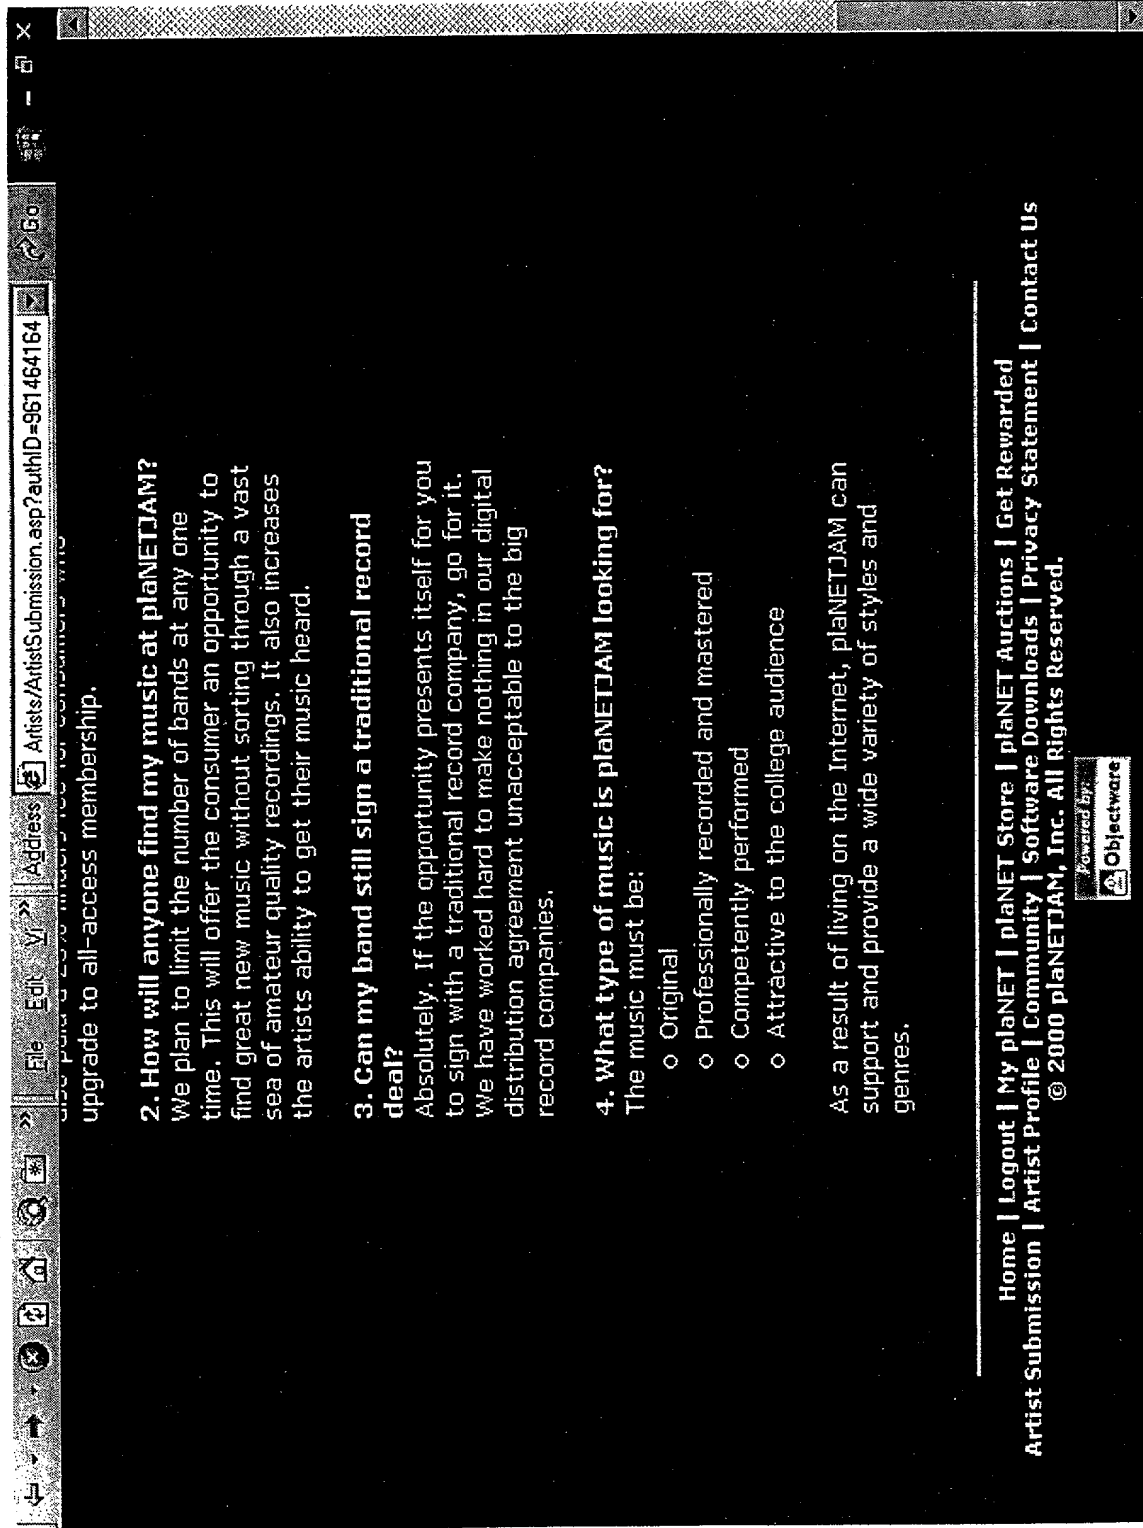 File Edit Vi » Address Artists/ArtistSubmission.asp?authID=961464164 Go
upgrade to all-access membership.
2. How will anyone find my music at plaNETJAM?
We plan to limit the number of bands at any one
time. This will offer the consumer an opportunity to
find great new music without sorting through a vast
sea of amateur quality recordings. It also increases
the artists ability to get their music heard.
3. Can my band still sign a traditional record
deal?
Absolutely. If the opportunity presents itself for you
to sign with a traditional record company, go for it.
We have worked hard to make nothing in our digital
distribution agreement unacceptable to the big
record companies.
4. What type of music is plaNETJAM looking for?
The music must be:
o Original
o Professionally recorded and mastered
o Competently performed
o Attractive to the college audience
As a result of living on the Internet, plaNETJAM can
support and provide a wide variety of styles and
genres.
Home | Logout | My plaNET | plaNET Store | plaNET Auctions | Get Rewarded
Artist Submission | Artist Profile | Community | Software Downloads | Privacy Statement | Contact Us
© 2000 plaNETJAM, Inc. All Rights Reserved.
Powered by:
Objectware